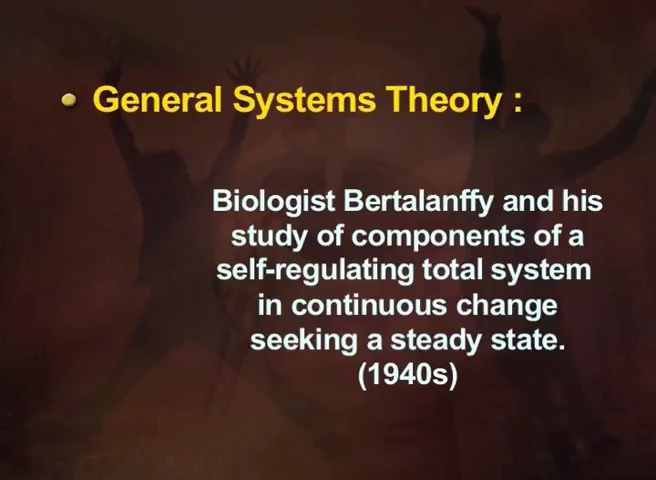 General Systems Theory :
Biologist Bertalanffy and his
study of components of a
self-regulating total system
in continuous change
seeking a steady state.
(1940s)